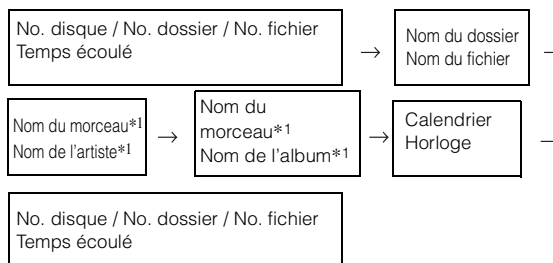 No. disque / No. dossier / No. fichier
Temps écoulé
→
Nom du dossier
Nom du fichier
→
Nom du morceau*1
Nom de l'artiste*1
→
Nom du
morceau*1
Nom de l'album*1
→
Calendrier
Horloge
→
No. disque / No. dossier / No. fichier
Temps écoulé